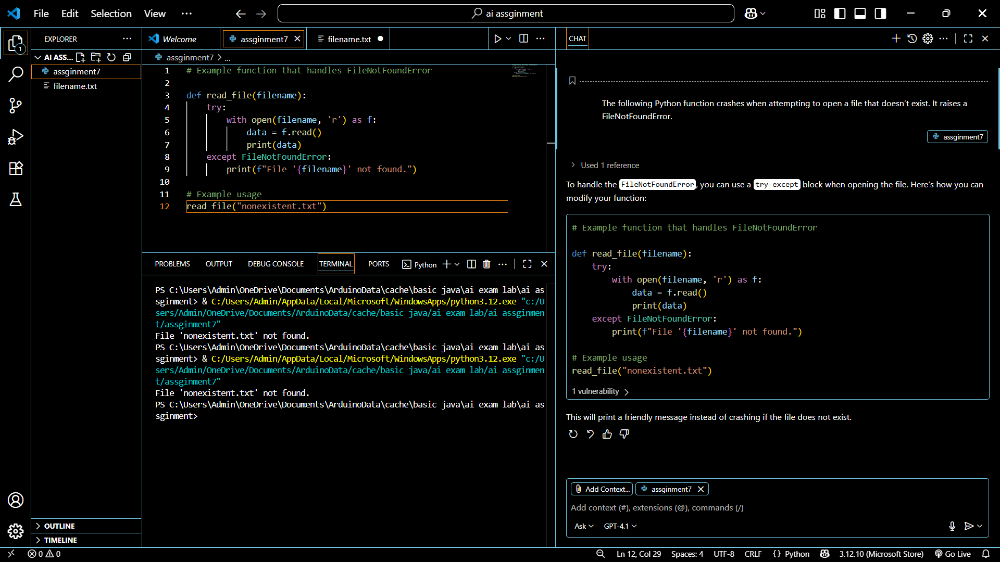 File Edit Selection View ···
ai assginment
EXPLORER ···
AI ASS...
1
assginment7
filename.txt
OUTLINE
TIMELINE
Welcome
assginment7
filename.txt
assginment7 > ...
1 # Example function that handles FileNotFoundError
2
3 def read_file(filename):
4 try:
5 with open(filename, 'r') as f:
6 data = f.read()
7 print(data)
8 except FileNotFoundError:
9 print(f"File '{filename}' not found.")
10
11 # Example usage
12 read_file("nonexistent.txt")
PROBLEMS OUTPUT DEBUG CONSOLE TERMINAL PORTS Python
PS C:\Users\Admin\OneDrive\Documents\ArduinoData\cache\basic java\ai exam lab\ai as
sginment> & C:/Users/Admin/AppData/Local/Microsoft/WindowsApps/python3.12.exe "c:/U
sers/Admin/OneDrive/Documents/ArduinoData/cache/basic java/ai exam lab/ai assginmen
t/assginment7"
File 'nonexistent.txt' not found.
PS C:\Users\Admin\OneDrive\Documents\ArduinoData\cache\basic java\ai exam lab\ai as
sginment> & C:/Users/Admin/AppData/Local/Microsoft/WindowsApps/python3.12.exe "c:/U
sers/Admin/OneDrive/Documents/ArduinoData/cache/basic java/ai exam lab/ai assginmen
t/assginment7"
File 'nonexistent.txt' not found.
PS C:\Users\Admin\OneDrive\Documents\ArduinoData\cache\basic java\ai exam lab\ai as
sginment>
CHAT
The following Python function crashes when attempting to open a file that doesn't exist. It raises a
FileNotFoundError.
assginment7
Used 1 reference
To handle the FileNotFoundError, you can use a try-except block when opening the file. Here's how you can
modify your function:
# Example function that handles FileNotFoundError
def read_file(filename):
try:
with open(filename, 'r') as f:
data = f.read()
print(data)
except FileNotFoundError:
print(f"File '{filename}' not found.")
# Example usage
read_file("nonexistent.txt")
1 vulnerability
This will print a friendly message instead of crashing if the file does not exist.
Add Context... assginment7
Add context (#), extensions (@), commands (/)
Ask GPT-4.1
0 0
Ln 12, Col 29 Spaces: 4 UTF-8 CRLF {} Python 3.12.10 (Microsoft Store) Go Live